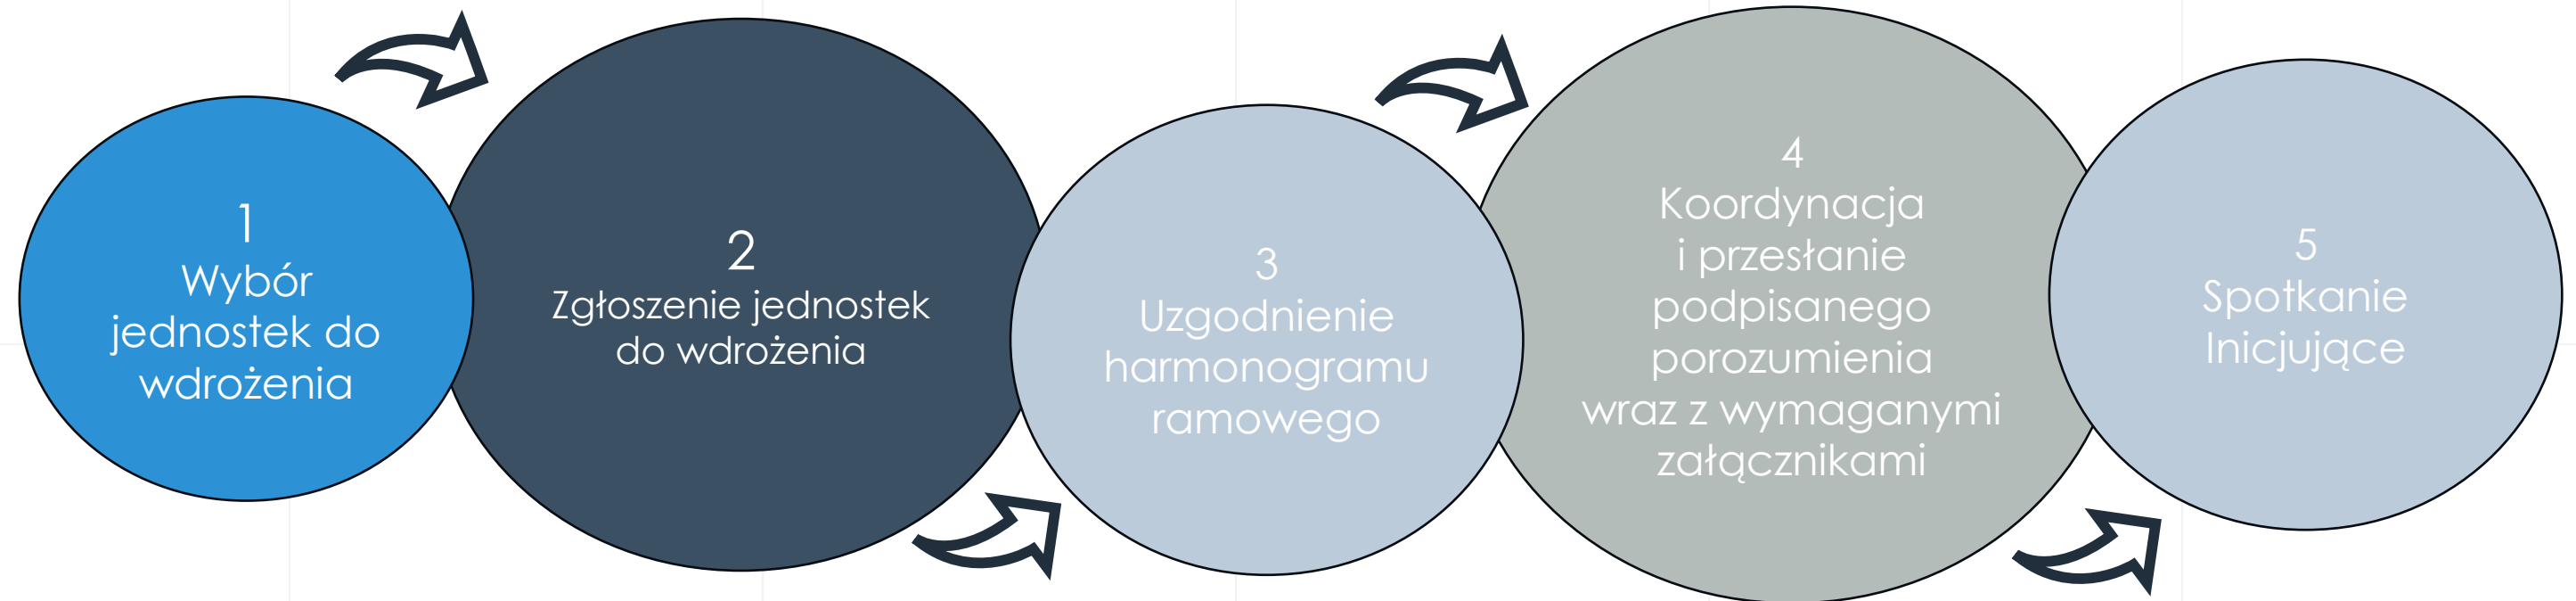 1
Wybór
jednostek do
wdrożenia
2
Zgłoszenie jednostek
do wdrożenia
3
Uzgodnienie
harmonogramu
ramowego
4
Koordynacja
i przesłanie
podpisanego
porozumienia
wraz z wymaganymi
załącznikami
5
Spotkanie
Inicjujące